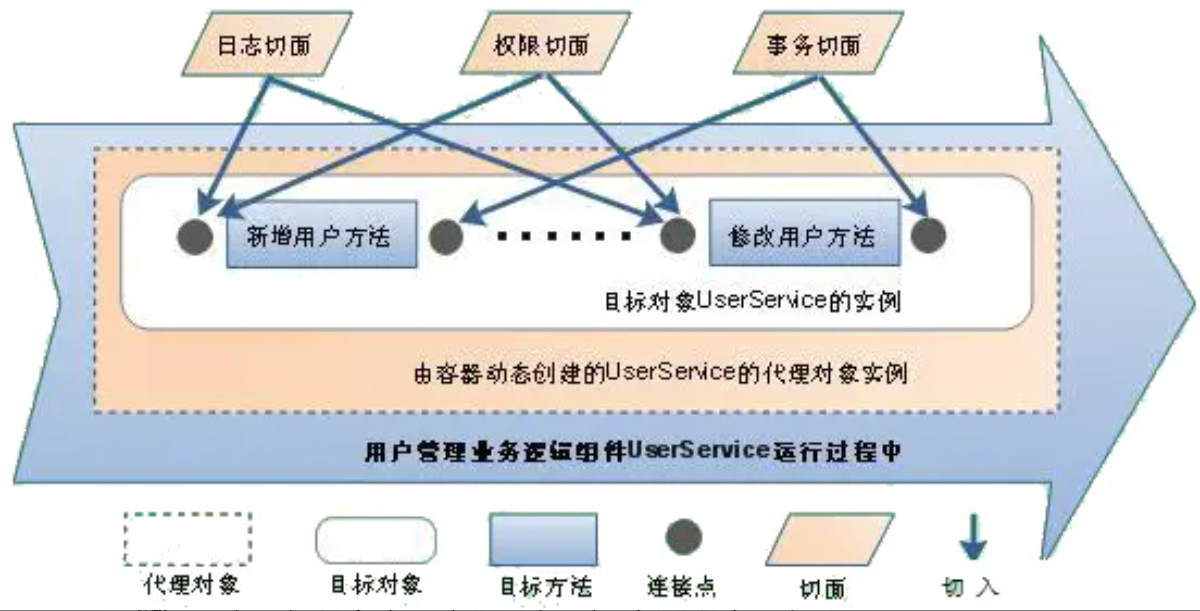 日志切面 权限切面 事务切面
新增用户方法 修改用户方法
目标对象UserService的实例
由容器动态创建的UserService的代理对象实例
用户管理业务逻辑组件UserService运行过程中
代理对象 目标对象 目标方法 连接点 切面 切 入